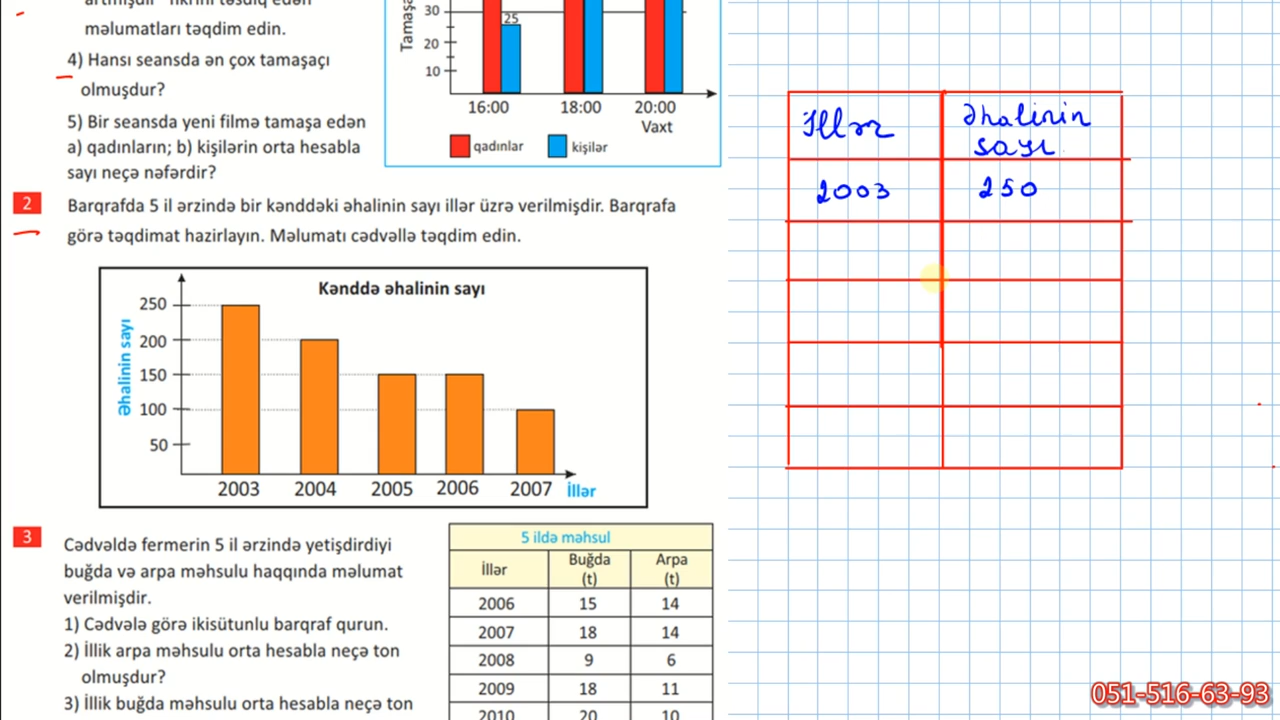 məlumatları təqdim edin.
4) Hansı seansda ən çox tamaşaçı
olmuşdur?
5) Bir seansda yeni filmə tamaşa edən
a) qadınların; b) kişilərin orta hesabla
sayı neçə nəfərdir?
30
20
10
25
16:00
18:00
20:00
Vaxt
qadınlar
kişilər
2
Barqrafda 5 il ərzində bir kənddəki əhalinin sayı illər üzrə verilmişdir. Barqrafa
görə təqdimat hazirlayın. Məlumatı cədvəllə təqdim edin.
Kənddə əhalinin sayı
Əhalinin sayı
250
200
150
100
50
2003
2004
2005
2006
2007
İllər
3
Cədvəldə fermerin 5 il ərzində yetişdirdiyi
buğda və arpa məhsulu haqqında məlumat
verilmişdir.
1) Cədvələ görə ikisütunlu barqraf qurun.
2) İllik arpa məhsulu orta hesabla neçə ton
olmuşdur?
3) İllik buğda məhsulu orta hesabla neçə ton
5 ildə məhsul
İllər Buğda (t) Arpa (t)
2006 15 14
2007 18 14
2008 9 6
2009 18 11
2010 20 10
İllər
Əhalinin
sayı
2003 250
051-516-63-93